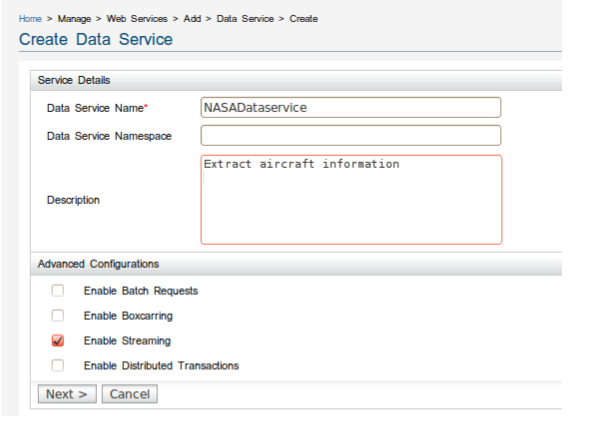 Home > Manage > Web Services > Add > Data Service > Create
Create Data Service
Service Details
Data Service Name* NASADataservice
Data Service Namespace
Extract aircraft information
Description
Advanced Configurations
Enable Batch Requests
Enable Boxcarring
Enable Streaming
Enable Distributed Transactions
Next > Cancel